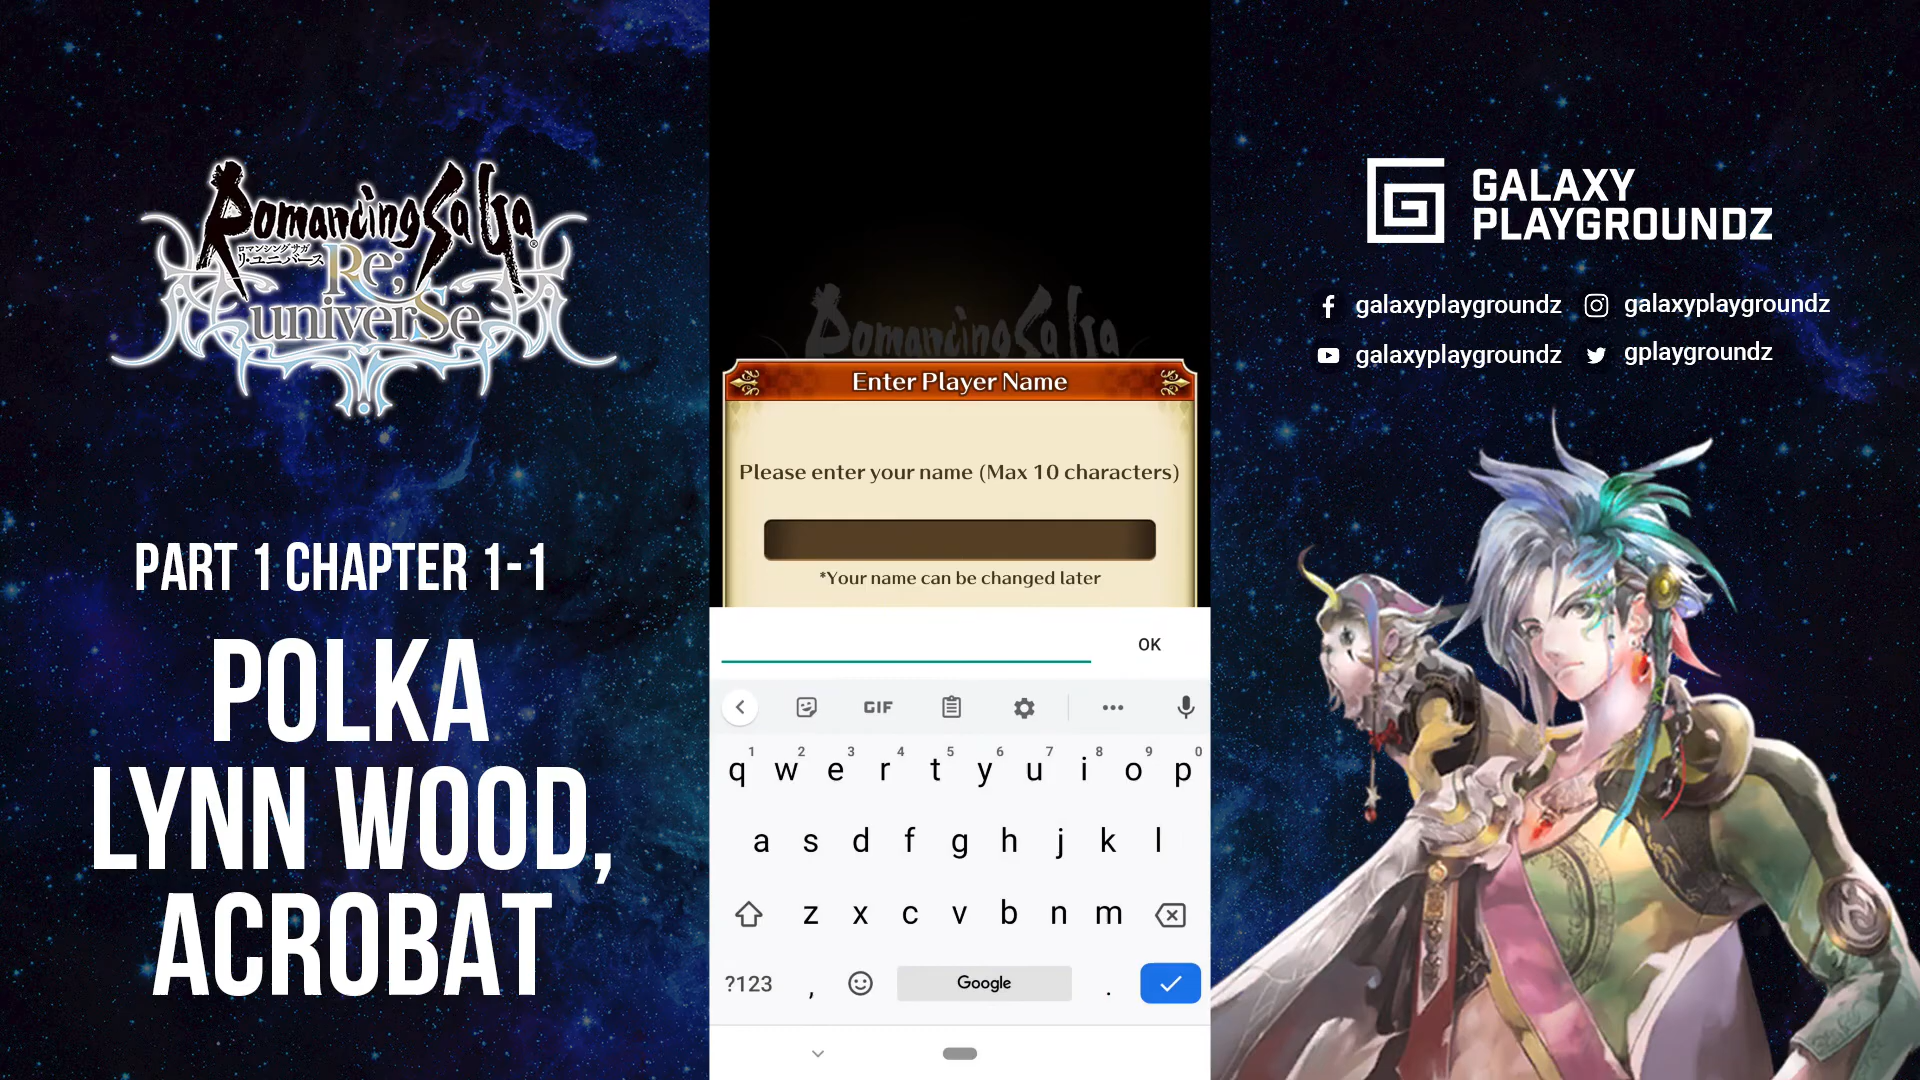 Romancing SaGa
ロマンシングサガ
リ・ユニバース
Re;
univerSe
PART 1 CHAPTER 1-1
POLKA
LYNN WOOD,
ACROBAT
Romancing SaGa
Enter Player Name
Please enter your name (Max 10 characters)
*Your name can be changed later
OK
GIF
1 2 3 4 5 6 7 8 9 0
q w e r t y u i o p
a s d f g h j k l
z x c v b n m
?123 , Google .
GALAXY
PLAYGROUNDZ
galaxyplaygroundz galaxyplaygroundz
galaxyplaygroundz gplaygroundz